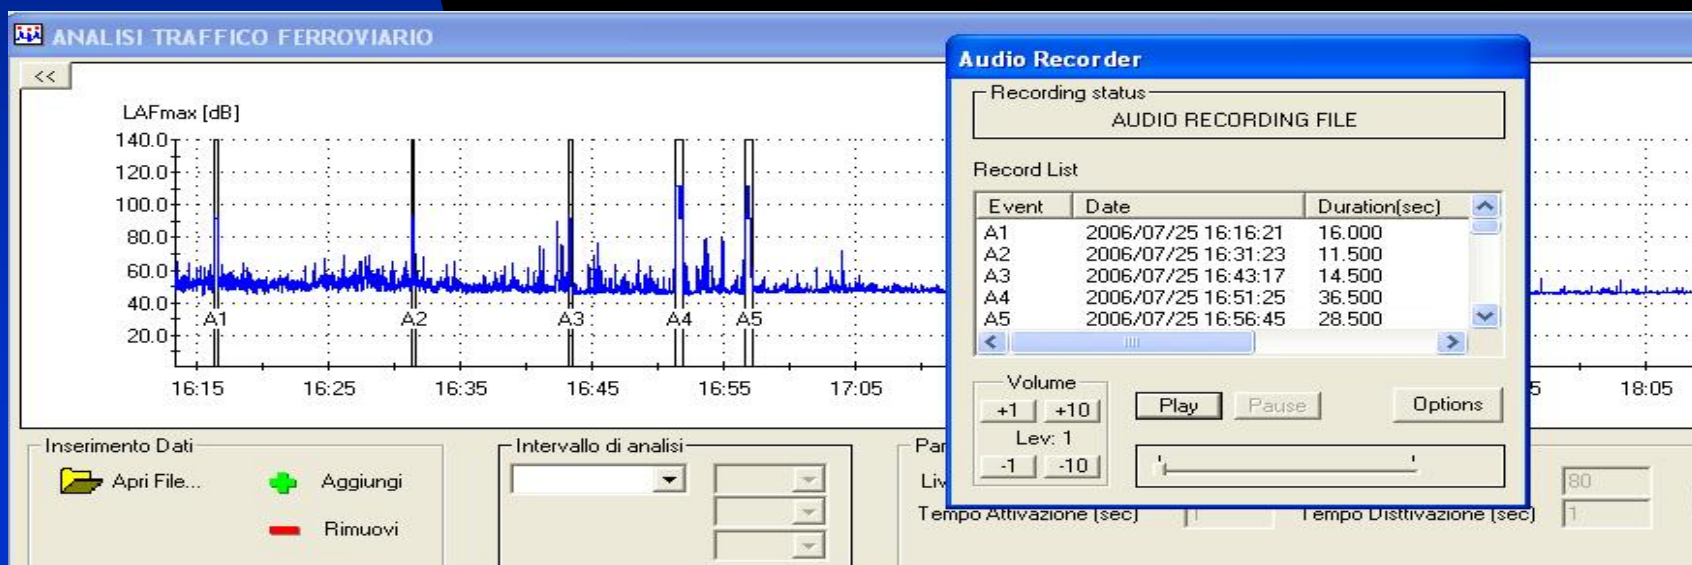 ANALISI TRAFFICO FERROVIARIO
<<
LAFmax [dB]
140.0
120.0
100.0
80.0
60.0
40.0
20.0
A1 A2 A3 A4 A5
16:15 16:25 16:35 16:45 16:55 17:05 18:05
Audio Recorder
Recording status
AUDIO RECORDING FILE
Record List
Event Date Duration(sec)
A1 2006/07/25 16:16:21 16.000
A2 2006/07/25 16:31:23 11.500
A3 2006/07/25 16:43:17 14.500
A4 2006/07/25 16:51:25 36.500
A5 2006/07/25 16:56:45 28.500
Volume
+1 +10
Lev: 1
-1 -10
Play Pause Options
Inserimento Dati
Apri File... Aggiungi
Rimuovi
Intervallo di analisi
80
Tempo Attivazione (sec) 1 Tempo Disttivazione (sec) 1